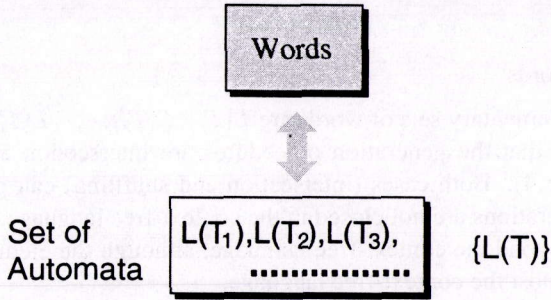 Words
Set of
Automata
L(T₁),L(T₂),L(T₃),
..................
{L(T)}